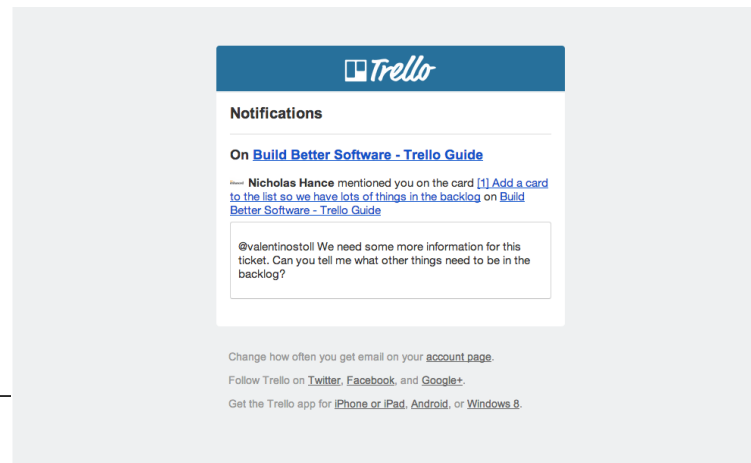 Trello
Notifications
On Build Better Software - Trello Guide
Nicholas Hance mentioned you on the card [1] Add a card
to the list so we have lots of things in the backlog on Build
Better Software - Trello Guide
@valentinostoll We need some more information for this
ticket. Can you tell me what other things need to be in the
backlog?
Change how often you get email on your account page.
Follow Trello on Twitter, Facebook, and Google+.
Get the Trello app for iPhone or iPad, Android, or Windows 8.